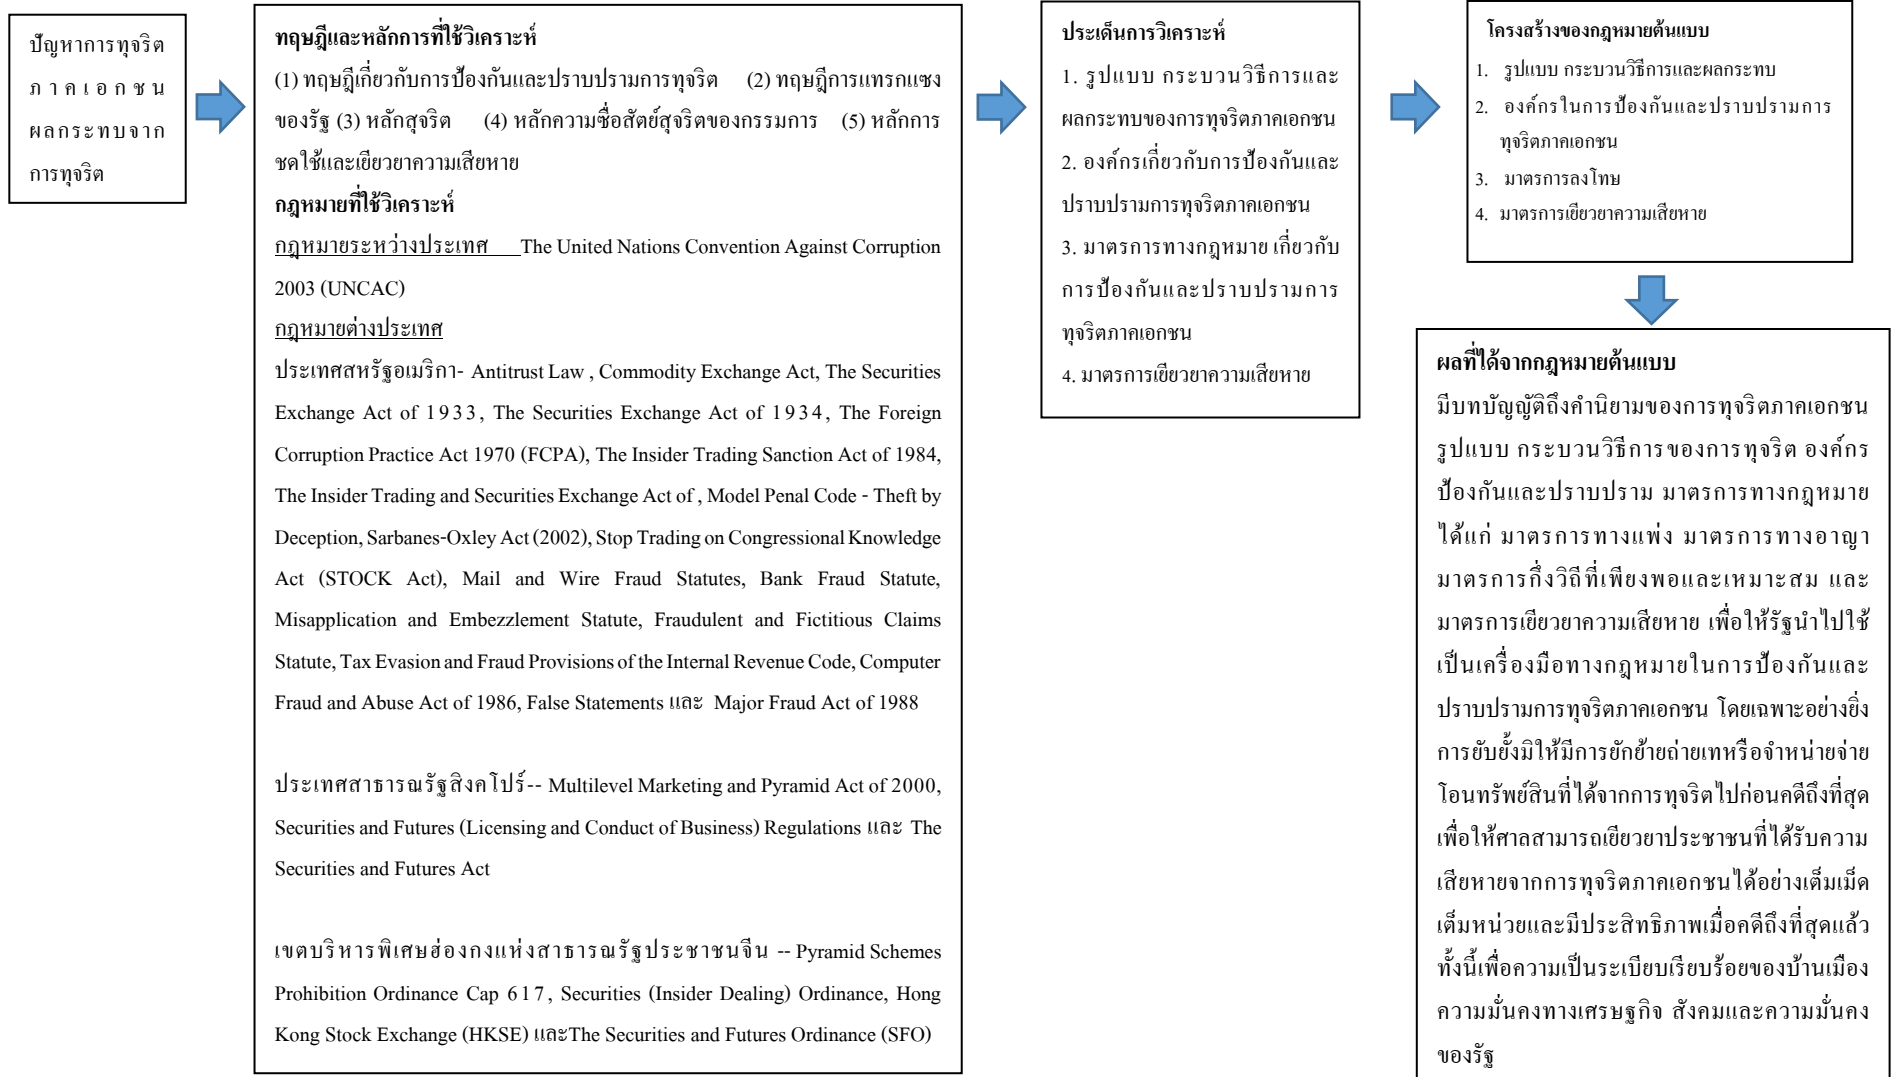 ปัญหาการทุจริต
ภาคเอกชน
ผลกระทบจาก
การทุจริต
ทฤษฎีและหลักการที่ใช้วิเคราะห์
(1) ทฤษฎีเกี่ยวกับการป้องกันและปราบปรามการทุจริต (2) ทฤษฎีการแทรกแซง
ของรัฐ (3) หลักสุจริต (4) หลักความซื่อสัตย์สุจริตของกรรมการ (5) หลักการ
ชดใช้และเยียวยาความเสียหาย
กฎหมายที่ใช้วิเคราะห์
กฎหมายระหว่างประเทศ The United Nations Convention Against Corruption
2003 (UNCAC)
กฎหมายต่างประเทศ
ประเทศสหรัฐอเมริกา- Antitrust Law , Commodity Exchange Act, The Securities
Exchange Act of 1933, The Securities Exchange Act of 1934, The Foreign
Corruption Practice Act 1970 (FCPA), The Insider Trading Sanction Act of 1984,
The Insider Trading and Securities Exchange Act of , Model Penal Code - Theft by
Deception, Sarbanes-Oxley Act (2002), Stop Trading on Congressional Knowledge
Act (STOCK Act), Mail and Wire Fraud Statutes, Bank Fraud Statute,
Misapplication and Embezzlement Statute, Fraudulent and Fictitious Claims
Statute, Tax Evasion and Fraud Provisions of the Internal Revenue Code, Computer
Fraud and Abuse Act of 1986, False Statements และ Major Fraud Act of 1988
ประเทศสาธารณรัฐสิงคโปร์-- Multilevel Marketing and Pyramid Act of 2000,
Securities and Futures (Licensing and Conduct of Business) Regulations และ The
Securities and Futures Act
เขตบริหารพิเศษฮ่องกงแห่งสาธารณรัฐประชาชนจีน -- Pyramid Schemes
Prohibition Ordinance Cap 617, Securities (Insider Dealing) Ordinance, Hong
Kong Stock Exchange (HKSE) และThe Securities and Futures Ordinance (SFO)
ประเด็นการวิเคราะห์
1. รูปแบบ กระบวนวิธีการและ
ผลกระทบของการทุจริตภาคเอกชน
2. องค์กรเกี่ยวกับการป้องกันและ
ปราบปรามการทุจริตภาคเอกชน
3. มาตรการทางกฎหมาย เกี่ยวกับ
การป้องกันและปราบปรามการ
ทุจริตภาคเอกชน
4. มาตรการเยียวยาความเสียหาย
โครงสร้างของกฎหมายต้นแบบ
1. รูปแบบ กระบวนวิธีการและผลกระทบ
2. องค์กรในการป้องกันและปราบปรามการ
ทุจริตภาคเอกชน
3. มาตรการลงโทษ
4. มาตรการเยียวยาความเสียหาย
ผลที่ได้จากกฎหมายต้นแบบ
มีบทบัญญัติถึงคำนิยามของการทุจริตภาคเอกชน
รูปแบบ กระบวนวิธีการของการทุจริต องค์กร
ป้องกันและปราบปราม มาตรการทางกฎหมาย
ได้แก่ มาตรการทางแพ่ง มาตรการทางอาญา
มาตรการกึ่งวิถีที่เพียงพอและเหมาะสม และ
มาตรการเยียวยาความเสียหาย เพื่อให้รัฐนำไปใช้
เป็นเครื่องมือทางกฎหมายในการป้องกันและ
ปราบปรามการทุจริตภาคเอกชน โดยเฉพาะอย่างยิ่ง
การยับยั้งมิให้มีการยักย้ายถ่ายเทหรือจำหน่ายจ่าย
โอนทรัพย์สินที่ได้จากการทุจริตไปก่อนคดีถึงที่สุด
เพื่อให้ศาลสามารถเยียวยาประชาชนที่ได้รับความ
เสียหายจากการทุจริตภาคเอกชนได้อย่างเต็มเม็ด
เต็มหน่วยและมีประสิทธิภาพเมื่อคดีถึงที่สุดแล้ว
ทั้งนี้เพื่อความเป็นระเบียบเรียบร้อยของบ้านเมือง
ความมั่นคงทางเศรษฐกิจ สังคมและความมั่นคง
ของรัฐ